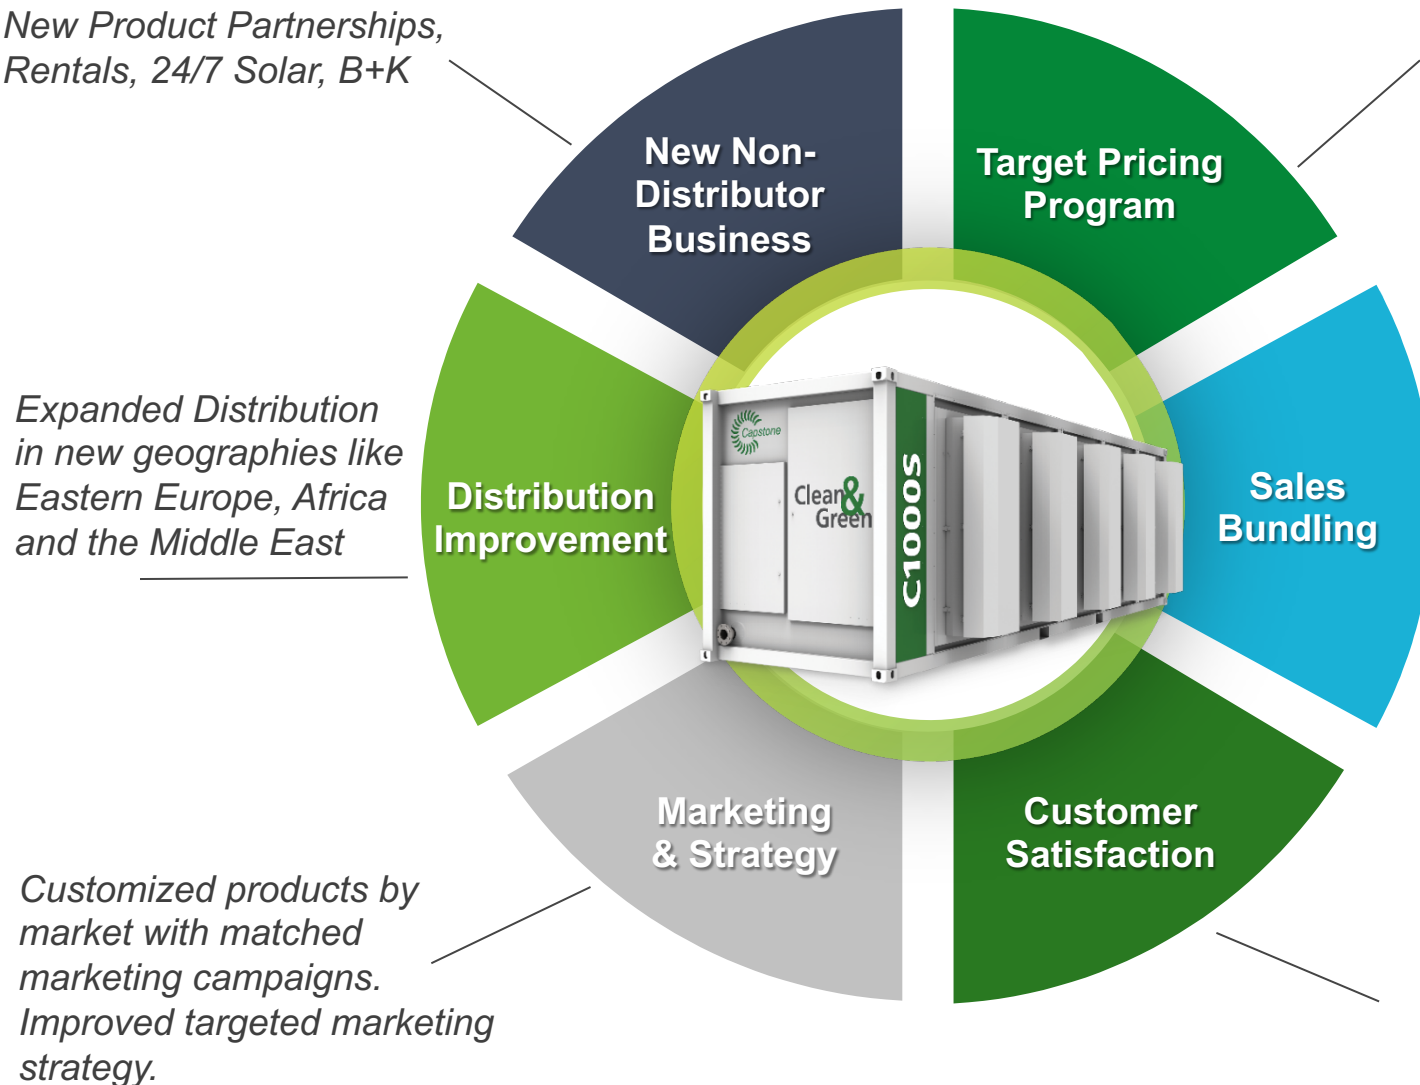 New Product Partnerships,
Rentals, 24/7 Solar, B+K
New Non-
Distributor
Business
Target Pricing
Program
Expanded Distribution
in new geographies like
Eastern Europe, Africa
and the Middle East
Distribution
Improvement
Capstone
Clean&
Green
C1000S
Sales
Bundling
Marketing
& Strategy
Customer
Satisfaction
Customized products by
market with matched
marketing campaigns.
Improved targeted marketing
strategy.